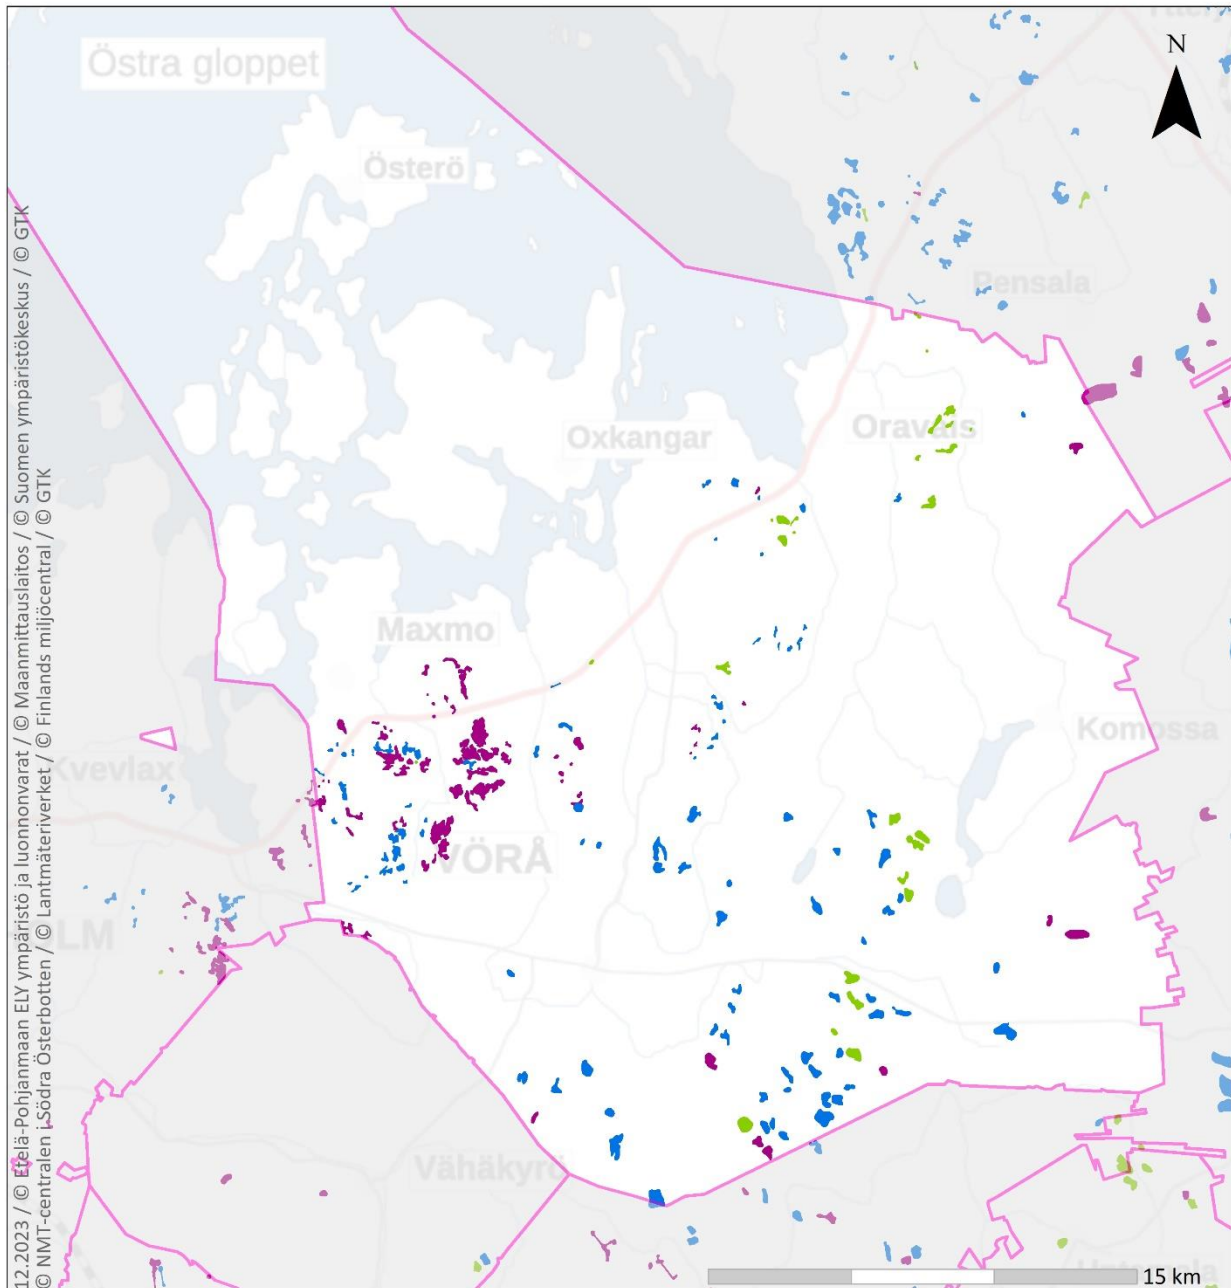 Östra gloppet
N
Österö
Pensala
Oxkangar
Oravais
Maxmo
Kvevlax
Komossa
VÖRÅ
Vähäkyrö
15 km
12.2023 / © Etelä-Pohjanmaan ELY ympäristö ja luonnonvarat / © Maanmittauslaitos / © Suomen ympäristökeskus / © GTK
© NMT-centralen i Södra Österbotten / © Lantmäteriverket / © Finlands miljöcentral / © GTK